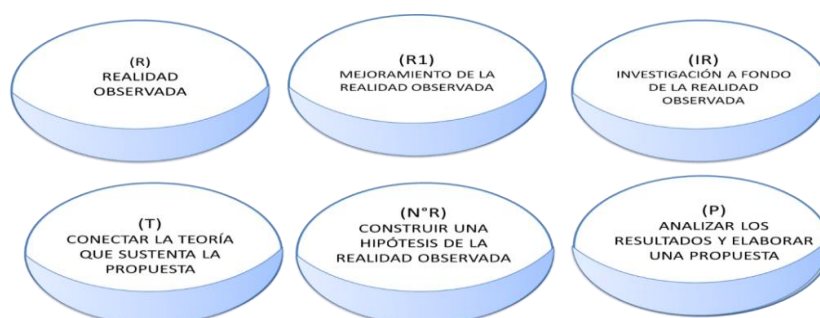 (R)
REALIDAD
OBSERVADA
(R1)
MEJORAMIENTO DE LA
REALIDAD OBSERVADA
(IR)
INVESTIGACIÓN A FONDO
DE LA REALIDAD
OBSERVADA
(T)
CONECTAR LA TEORÍA
QUE SUSTENTA LA
PROPUESTA
(N°R)
CONSTRUIR UNA
HIPÓTESIS DE LA
REALIDAD OBSERVADA
(P)
ANALIZAR LOS
RESULTADOS Y ELABORAR
UNA PROPUESTA